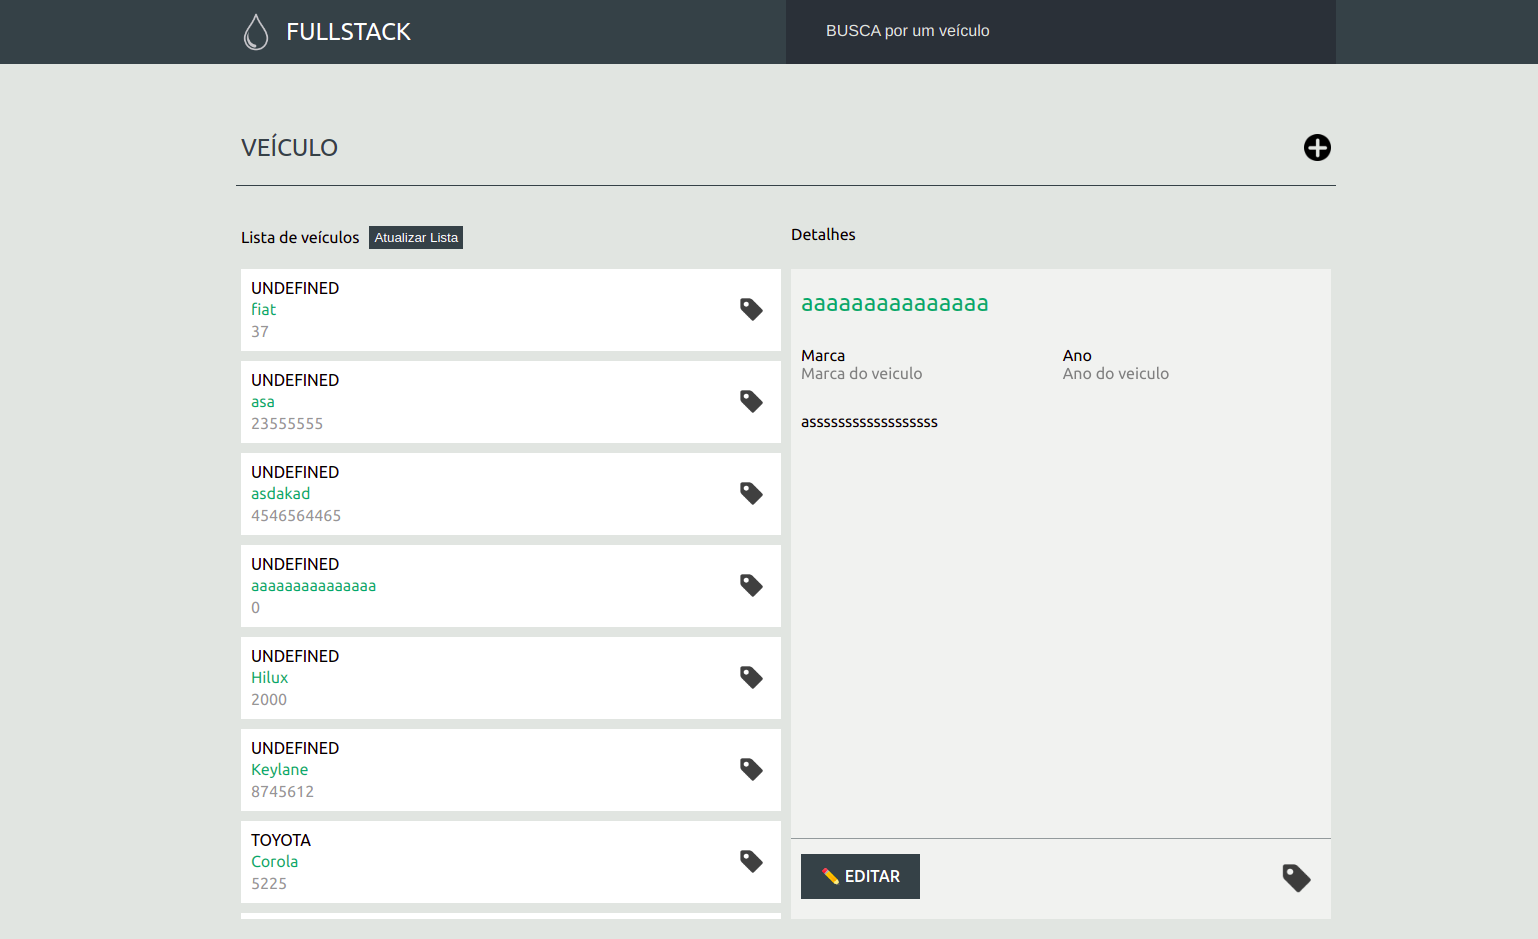 FULLSTACK
BUSCA por um veículo
VEÍCULO
Lista de veículos
Atualizar Lista
UNDEFINED
fiat
37
UNDEFINED
asa
23555555
UNDEFINED
asdakad
4546564465
UNDEFINED
aaaaaaaaaaaaaaa
0
UNDEFINED
Hilux
2000
UNDEFINED
Keylane
8745612
TOYOTA
Corola
5225
Detalhes
aaaaaaaaaaaaaaa
Marca
Marca do veiculo
Ano
Ano do veiculo
asssssssssssssssssss
EDITAR